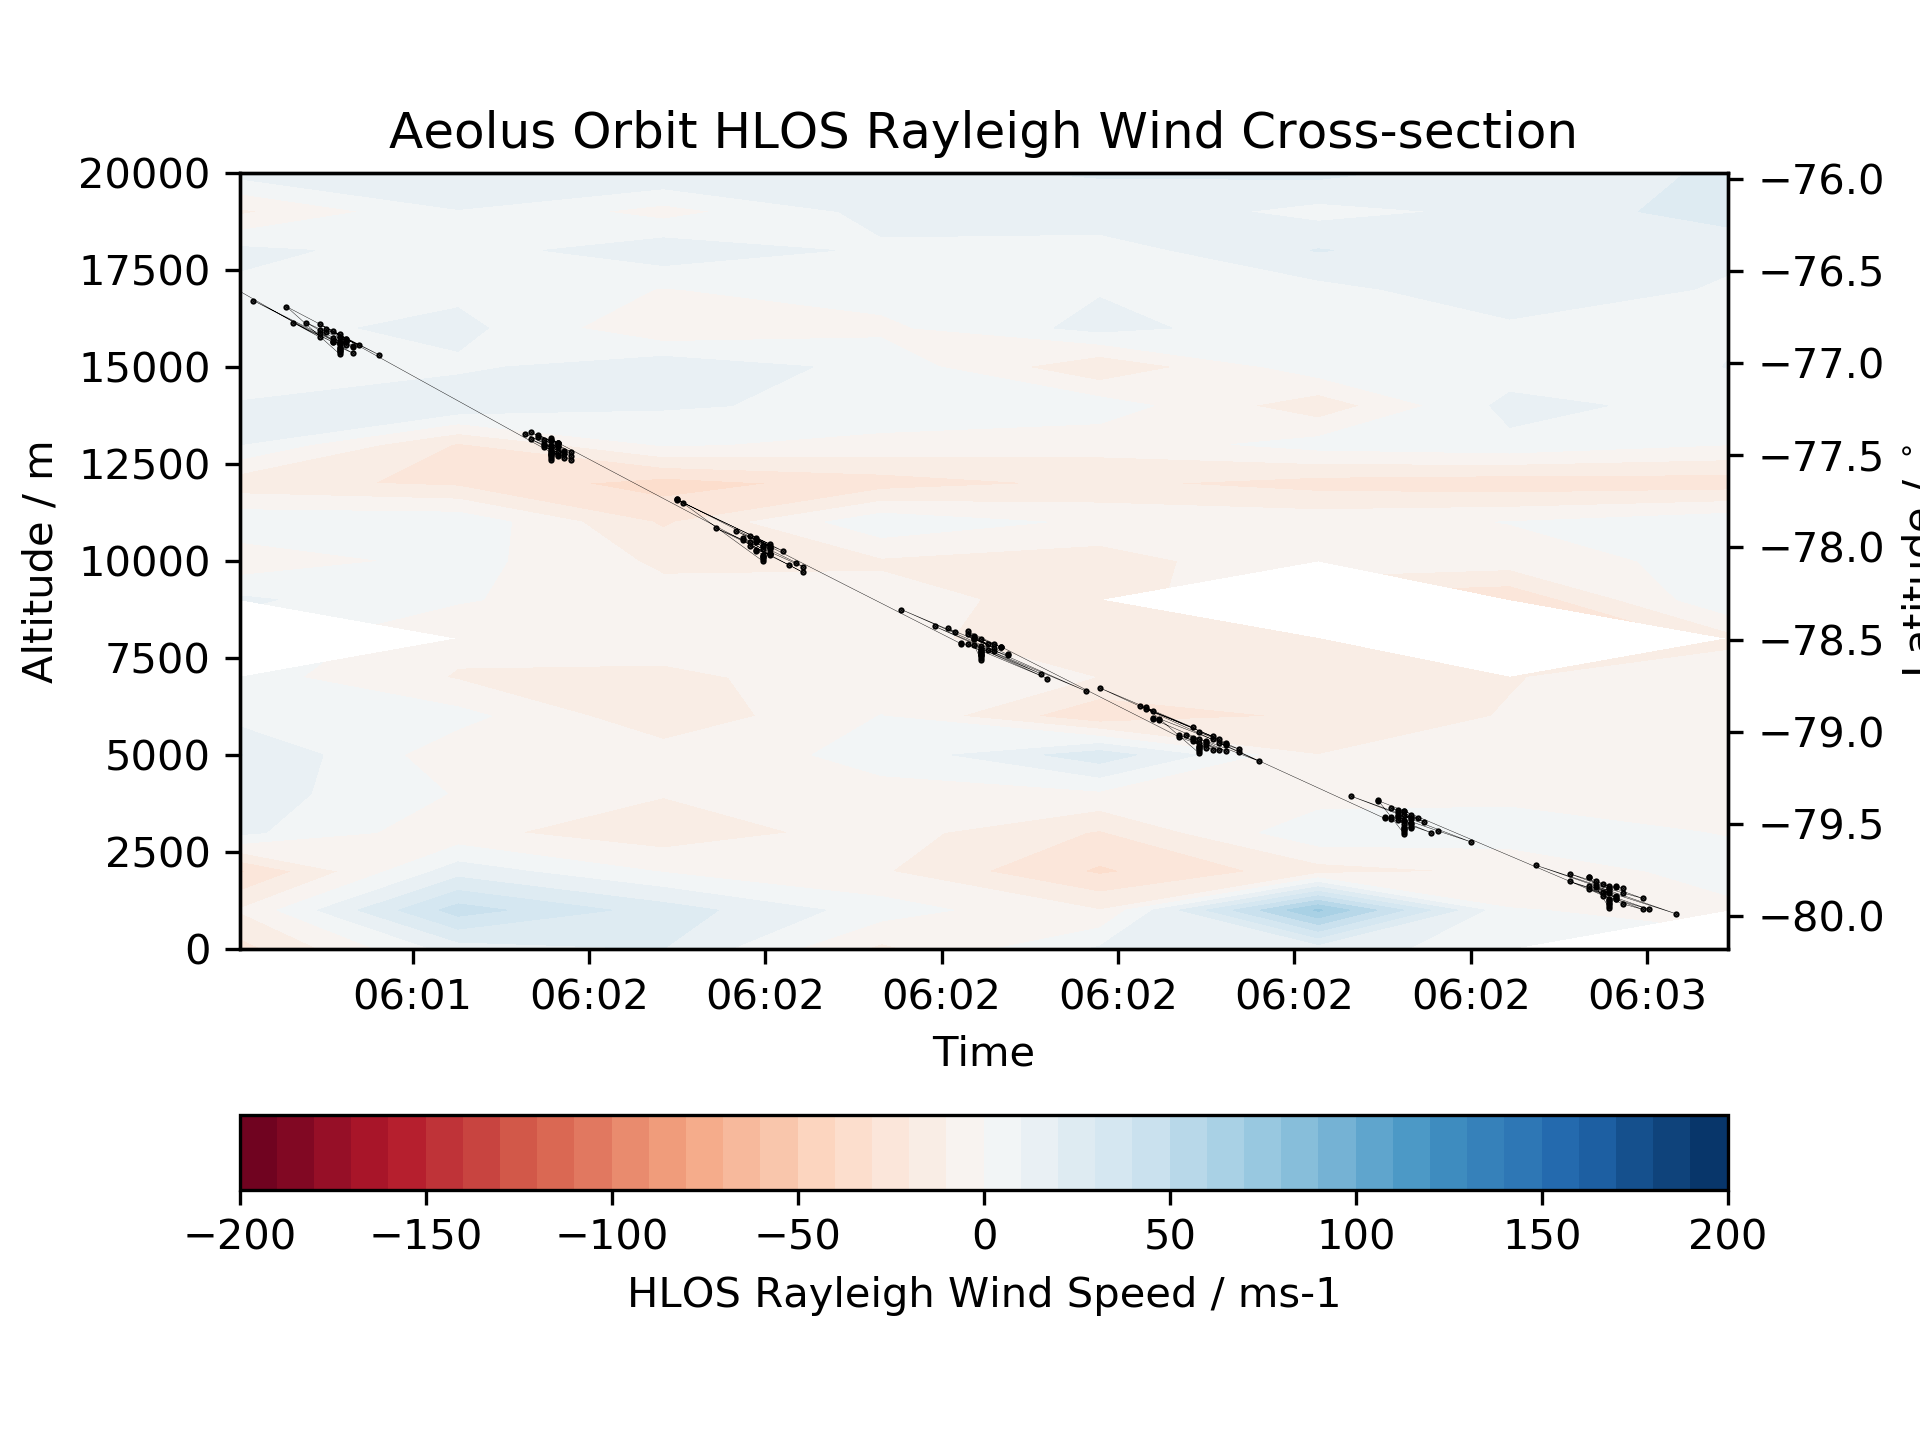 Aeolus Orbit HLOS Rayleigh Wind Cross-section
20000
17500
15000
12500
10000
7500
5000
2500
0
Altitude / m
−76.0
−76.5
−77.0
−77.5
−78.0
−78.5
−79.0
−79.5
−80.0
Latitude / °
06:01 06:02 06:02 06:02 06:02 06:02 06:02 06:03
Time
−200 −150 −100 −50 0 50 100 150 200
HLOS Rayleigh Wind Speed / ms-1